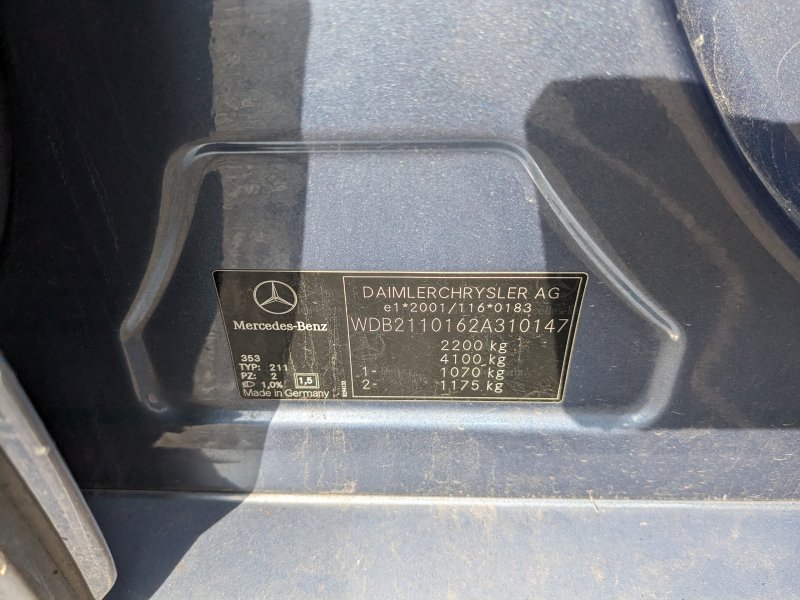 Mercedes-Benz
353
TYP: 211
PZ: 2
1,0% 1,5
Made in Germany
DAIMLERCHRYSLER AG
e1*2001/116*0183
WDB2110162A310147
2200 kg
4100 kg
1- 1070 kg
2- 1175 kg